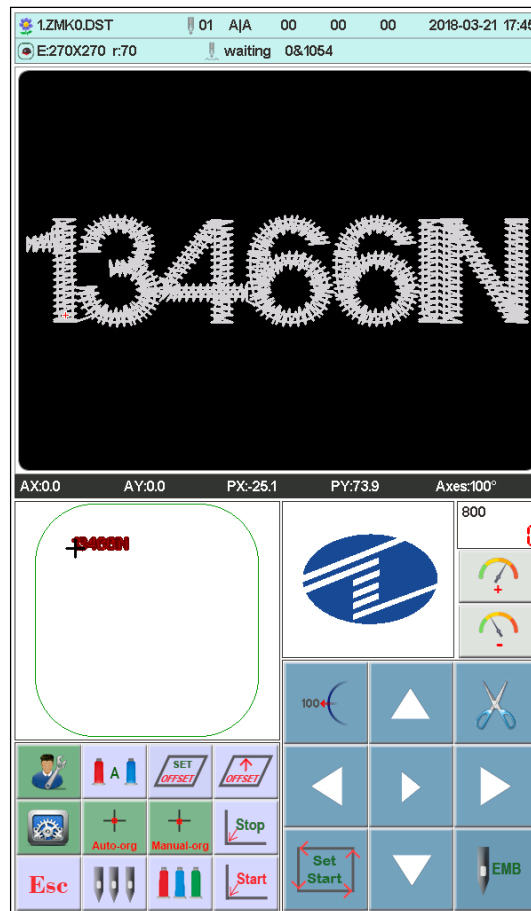 1.ZMK0.DST 01 A|A 00 00 00 2018-03-21 17:45
E:270X270 r:70 waiting 0&1054
13466IN
AX:0.0 AY:0.0 PX:-25.1 PY:73.9 Axes:100°
13466IN
800
+
-
100
A
SET
OFFSET
OFFSET
Auto-org
Manual-org
Stop
Set
Start
EMB
Esc
Start